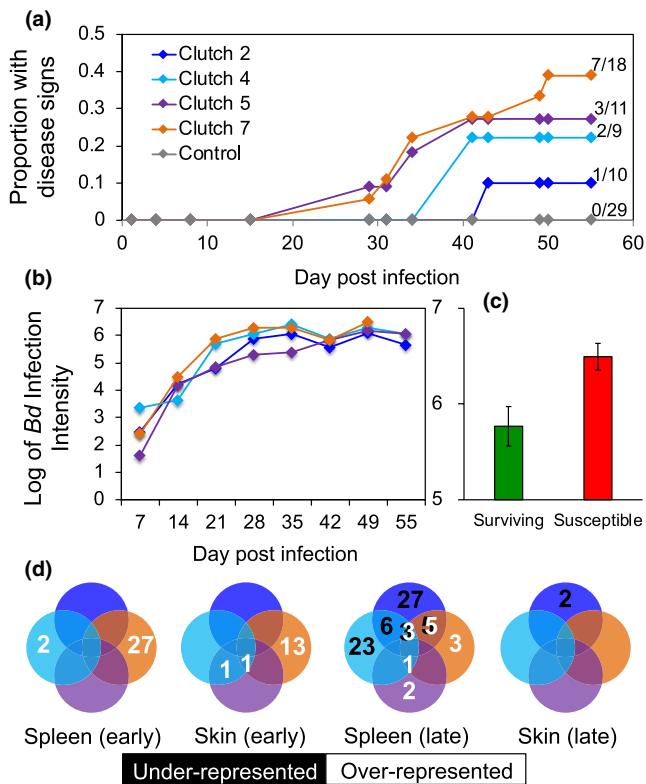 (a)
Proportion with disease signs
0.5
0.4
0.3
0.2
0.1
0
Clutch 2
Clutch 4
Clutch 5
Clutch 7
Control
7/18
3/11
2/9
1/10
0/29
0 10 20 30 40 50 60
Day post infection
(b)
Log of Bd Infection Intensity
7
6
5
4
3
2
1
0
7 14 21 28 35 42 49 55
Day post infection
(c)
7
6
5
Surviving Susceptible
(d)
2 27
Spleen (early)
13
1 1
Skin (early)
27
6 3 3 5
23 3
1
2
Spleen (late)
2
Skin (late)
Under-represented Over-represented